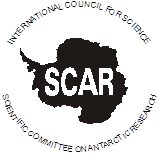 INTERNATIONAL COUNCIL FOR SCIENCE
SCAR
SCIENTIFIC COMMITTEE ON ANTARCTIC RESEARCH